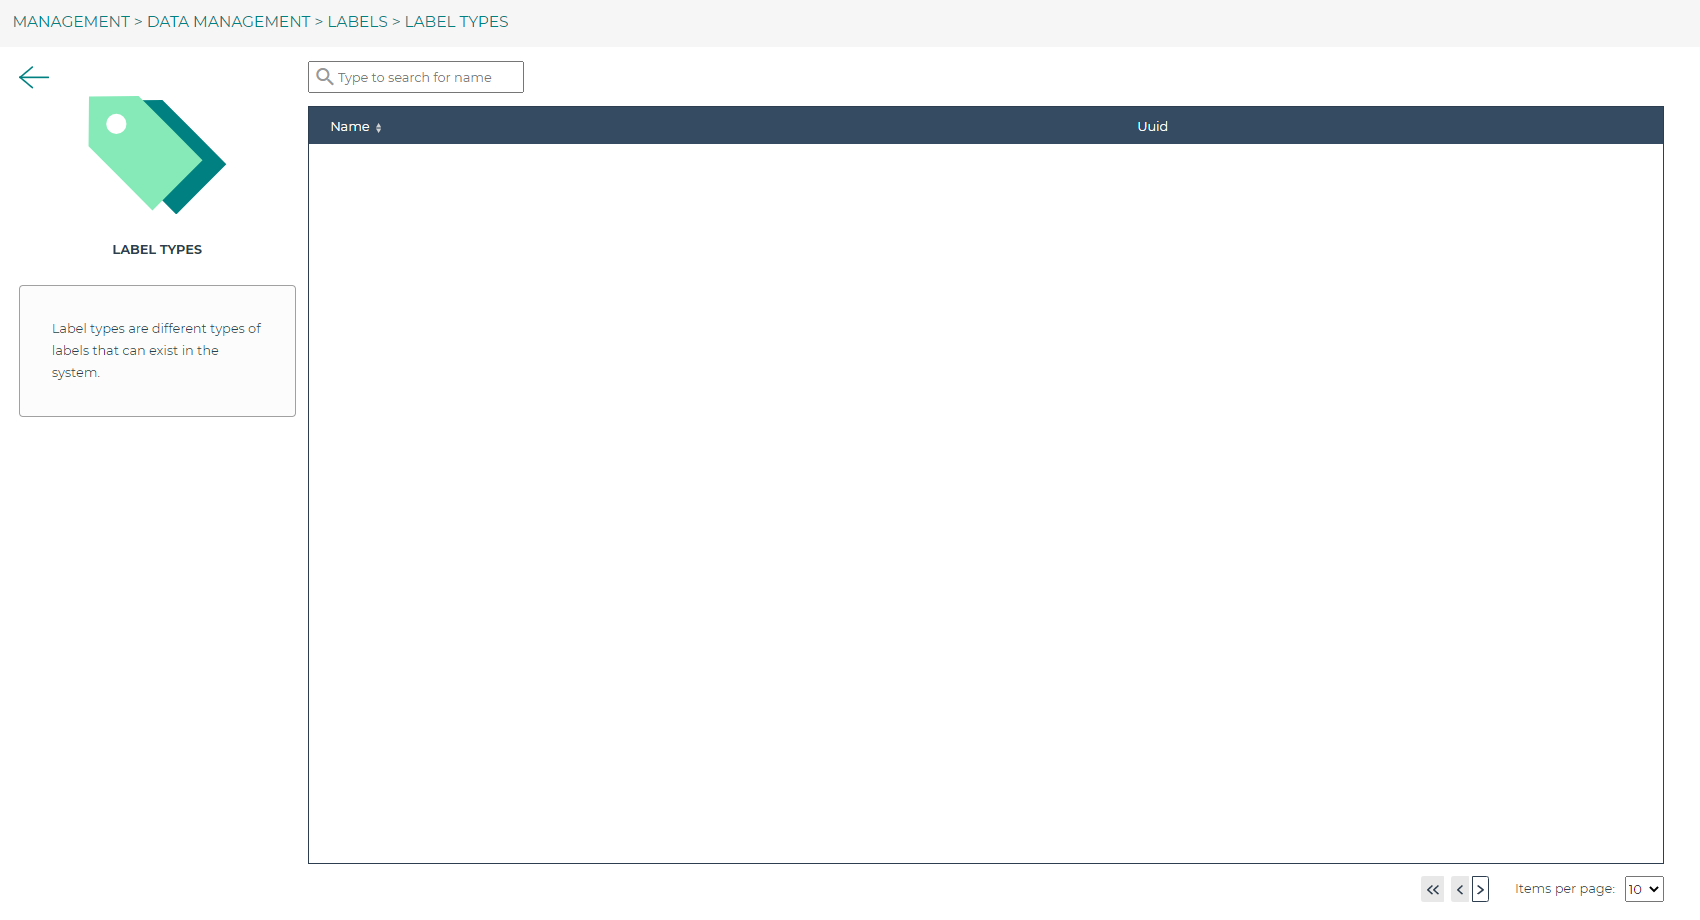 MANAGEMENT > DATA MANAGEMENT > LABELS > LABEL TYPES
Type to search for name
Name
Uuid
LABEL TYPES
Label types are different types of
labels that can exist in the
system.
Items per page: 10